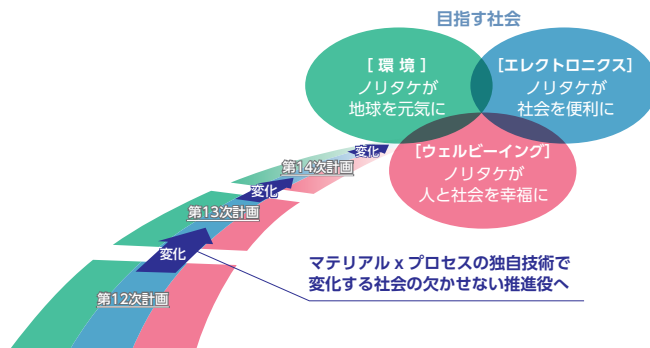 目指す社会
[ 環 境 ]
ノリタケが
地球を元気に
[エレクトロニクス]
ノリタケが
社会を便利に
[ウェルビーイング]
ノリタケが
人と社会を幸福に
変化
第14次計画
変化
第13次計画
変化
第12次計画
マテリアル x プロセスの独自技術で
変化する社会の欠かせない推進役へ